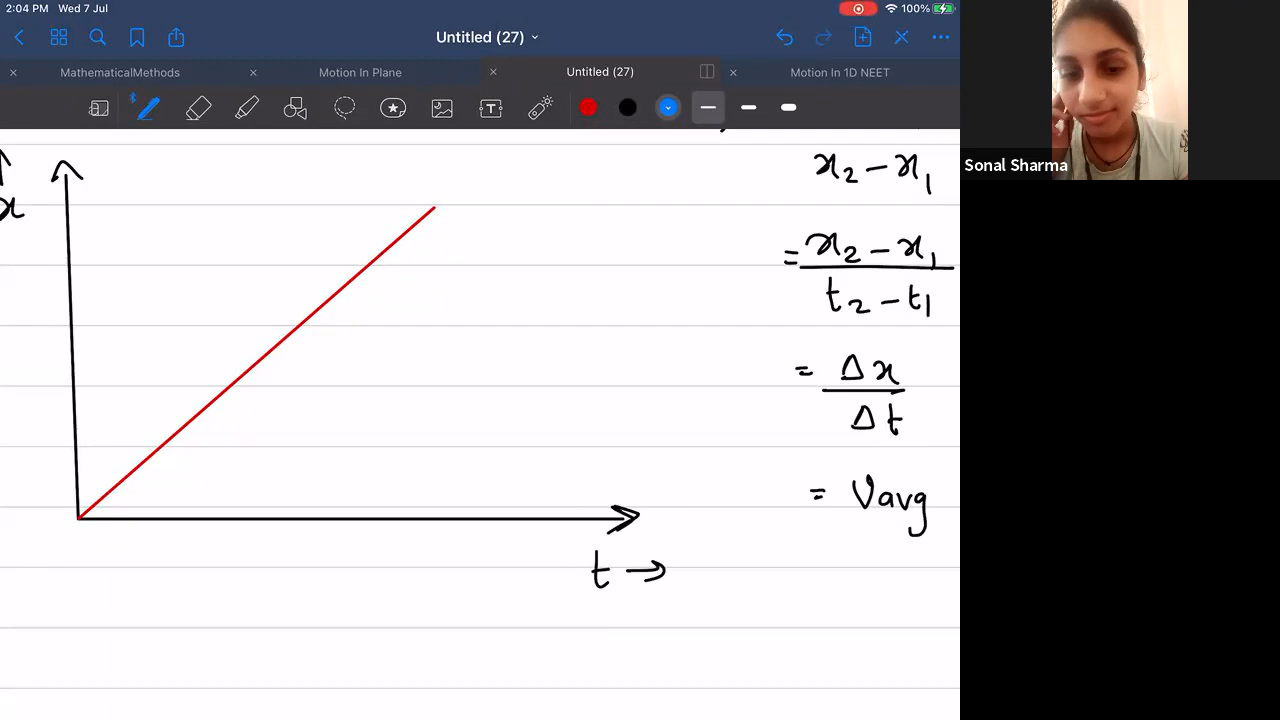 2:04 PM Wed 7 Jul 100%
Untitled (27)
MathematicalMethods Motion In Plane Untitled (27) Motion In 1D NEET
T
Sonal Sharma
x
x₂ - x₁
= x₂ - x₁
t₂ - t₁
= Δx
Δt
= Vavg
t →